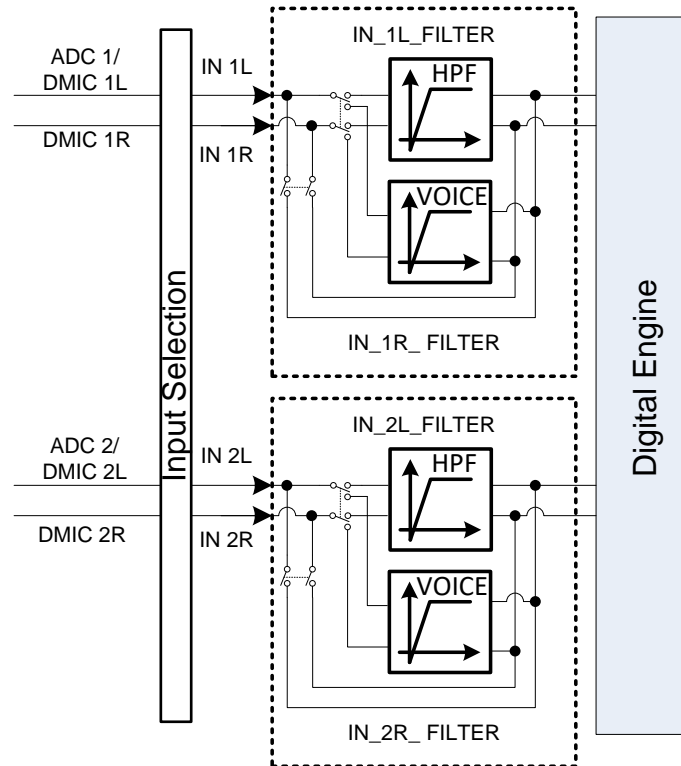 IN_1L_FILTER
ADC 1/
DMIC 1L
IN 1L
HPF
DMIC 1R
IN 1R
VOICE
IN_1R_ FILTER
Input Selection
Digital Engine
IN_2L_FILTER
ADC 2/
DMIC 2L
IN 2L
HPF
DMIC 2R
IN 2R
VOICE
IN_2R_ FILTER